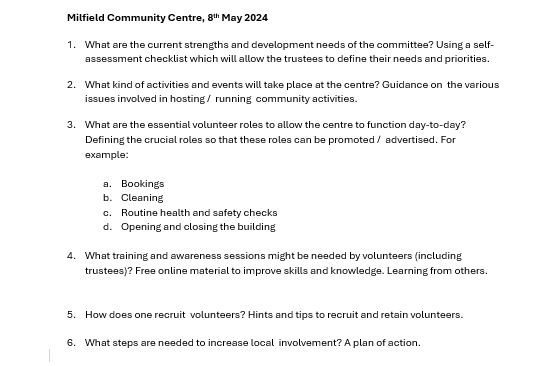 Milfield Community Centre, 8th May 2024
1. What are the current strengths and development needs of the committee? Using a self-
assessment checklist which will allow the trustees to define their needs and priorities.
2. What kind of activities and events will take place at the centre? Guidance on the various
issues involved in hosting / running community activities.
3. What are the essential volunteer roles to allow the centre to function day-to-day?
Defining the crucial roles so that these roles can be promoted / advertised. For
example:
a. Bookings
b. Cleaning
c. Routine health and safety checks
d. Opening and closing the building
4. What training and awareness sessions might be needed by volunteers (including
trustees)? Free online material to improve skills and knowledge. Learning from others.
5. How does one recruit volunteers? Hints and tips to recruit and retain volunteers.
6. What steps are needed to increase local involvement? A plan of action.